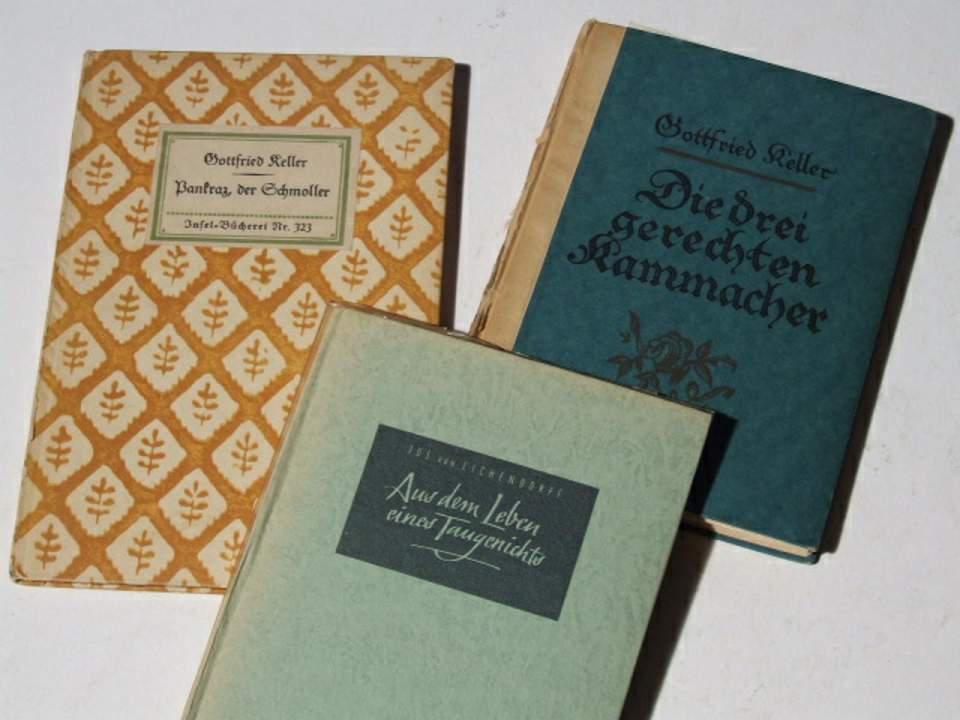 Gottfried Keller
Pankraz, der Schmoller
Insel-Bücherei Nr. 323
Gottfried Keller
Die drei
gerechten
Kammacher
JOS. VON EICHENDORFF
Aus dem Leben
eines Taugenichts